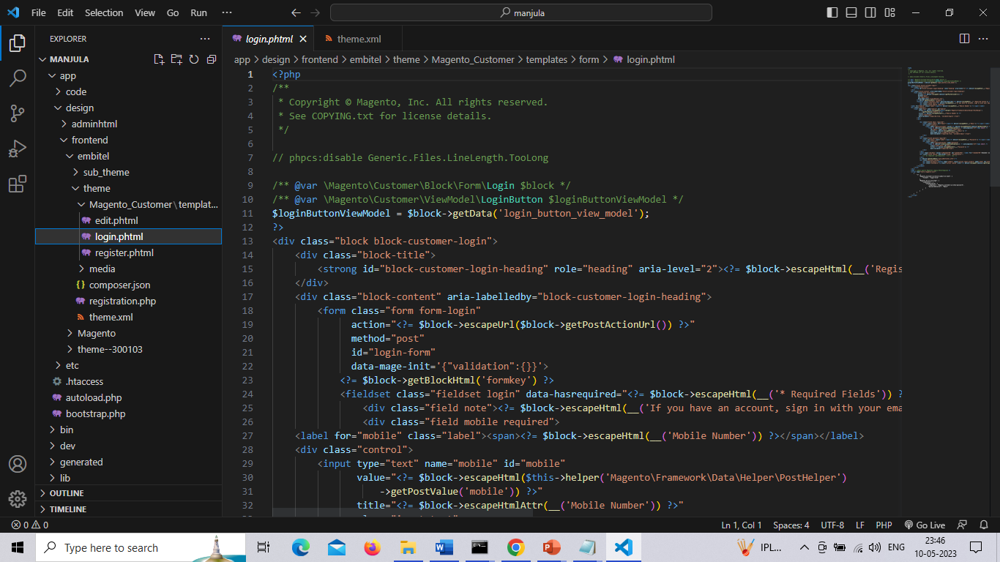 File Edit Selection View Go Run ···
manjula
EXPLORER
MANJULA
app
code
design
adminhtml
frontend
embitel
sub_theme
theme
Magento_Customer\templat...
edit.phtml
login.phtml
register.phtml
media
composer.json
registration.php
theme.xml
Magento
theme--300103
etc
.htaccess
autoload.php
bootstrap.php
bin
dev
generated
lib
OUTLINE
TIMELINE
login.phtml theme.xml
app > design > frontend > embitel > theme > Magento_Customer > templates > form > login.phtml
1 <?php
2 /**
3  * Copyright © Magento, Inc. All rights reserved.
4  * See COPYING.txt for license details.
5  */
6
7 // phpcs:disable Generic.Files.LineLength.TooLong
8
9 /** @var \Magento\Customer\Block\Form\Login $block */
10 /** @var \Magento\Customer\ViewModel\LoginButton $loginButtonViewModel */
11 $loginButtonViewModel = $block->getData('login_button_view_model');
12 ?>
13 <div class="block block-customer-login">
14     <div class="block-title">
15         <strong id="block-customer-login-heading" role="heading" aria-level="2"><?= $block->escapeHtml(__('Regis
16     </div>
17     <div class="block-content" aria-labelledby="block-customer-login-heading">
18         <form class="form form-login"
19               action="<?= $block->escapeUrl($block->getPostActionUrl()) ?>"
20               method="post"
21               id="login-form"
22               data-mage-init='{"validation":{}}'>
23             <?= $block->getBlockHtml('formkey') ?>
24             <fieldset class="fieldset login" data-hasrequired="<?= $block->escapeHtml(__('* Required Fields')) ?
25                 <div class="field note"><?= $block->escapeHtml(__('If you have an account, sign in with your ema
26                 <div class="field mobile required">
27     <label for="mobile" class="label"><span><?= $block->escapeHtml(__('Mobile Number')) ?></span></label>
28     <div class="control">
29         <input type="text" name="mobile" id="mobile"
30                value="<?= $block->escapeHtml($this->helper('Magento\Framework\Data\Helper\PostHelper')
31                    ->getPostValue('mobile')) ?>"
32                title="<?= $block->escapeHtmlAttr(__('Mobile Number')) ?>"
0 0
Ln 1, Col 1 Spaces: 4 UTF-8 LF PHP Go Live
Type here to search
IPL...
ENG
23:46
10-05-2023